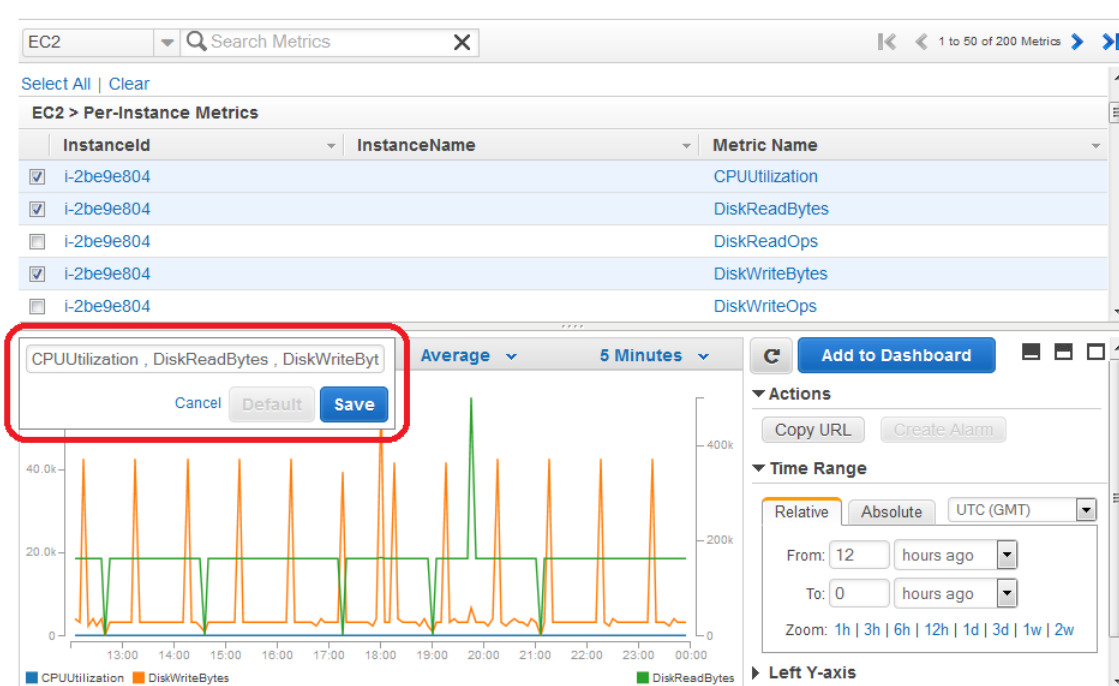 EC2 Search Metrics 1 to 50 of 200 Metrics
Select All | Clear
EC2 > Per-Instance Metrics
InstanceId InstanceName Metric Name
i-2be9e804 CPUUtilization
i-2be9e804 DiskReadBytes
i-2be9e804 DiskReadOps
i-2be9e804 DiskWriteBytes
i-2be9e804 DiskWriteOps
CPUUtilization , DiskReadBytes , DiskWriteByt
Cancel Default Save
Average 5 Minutes
400k
40.0k
200k
20.0k
0 0
13:00 14:00 15:00 16:00 17:00 18:00 19:00 20:00 21:00 22:00 23:00 00:00
CPUUtilization DiskWriteBytes DiskReadBytes
Add to Dashboard
Actions
Copy URL Create Alarm
Time Range
Relative Absolute UTC (GMT)
From: 12 hours ago
To: 0 hours ago
Zoom: 1h | 3h | 6h | 12h | 1d | 3d | 1w | 2w
Left Y-axis